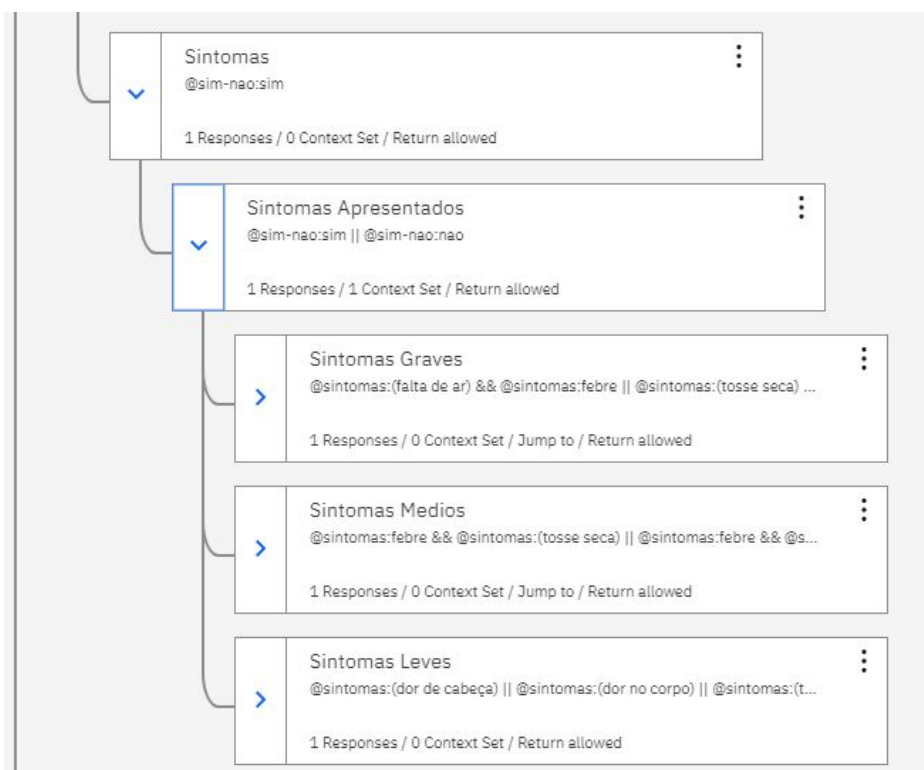 Sintomas
@sim-nao:sim
1 Responses / 0 Context Set / Return allowed
Sintomas Apresentados
@sim-nao:sim || @sim-nao:nao
1 Responses / 1 Context Set / Return allowed
Sintomas Graves
@sintomas:(falta de ar) && @sintomas:febre || @sintomas:(tosse seca) ...
1 Responses / 0 Context Set / Jump to / Return allowed
Sintomas Medios
@sintomas:febre && @sintomas:(tosse seca) || @sintomas:febre && @s...
1 Responses / 0 Context Set / Jump to / Return allowed
Sintomas Leves
@sintomas:(dor de cabeça) || @sintomas:(dor no corpo) || @sintomas:(t...
1 Responses / 0 Context Set / Return allowed